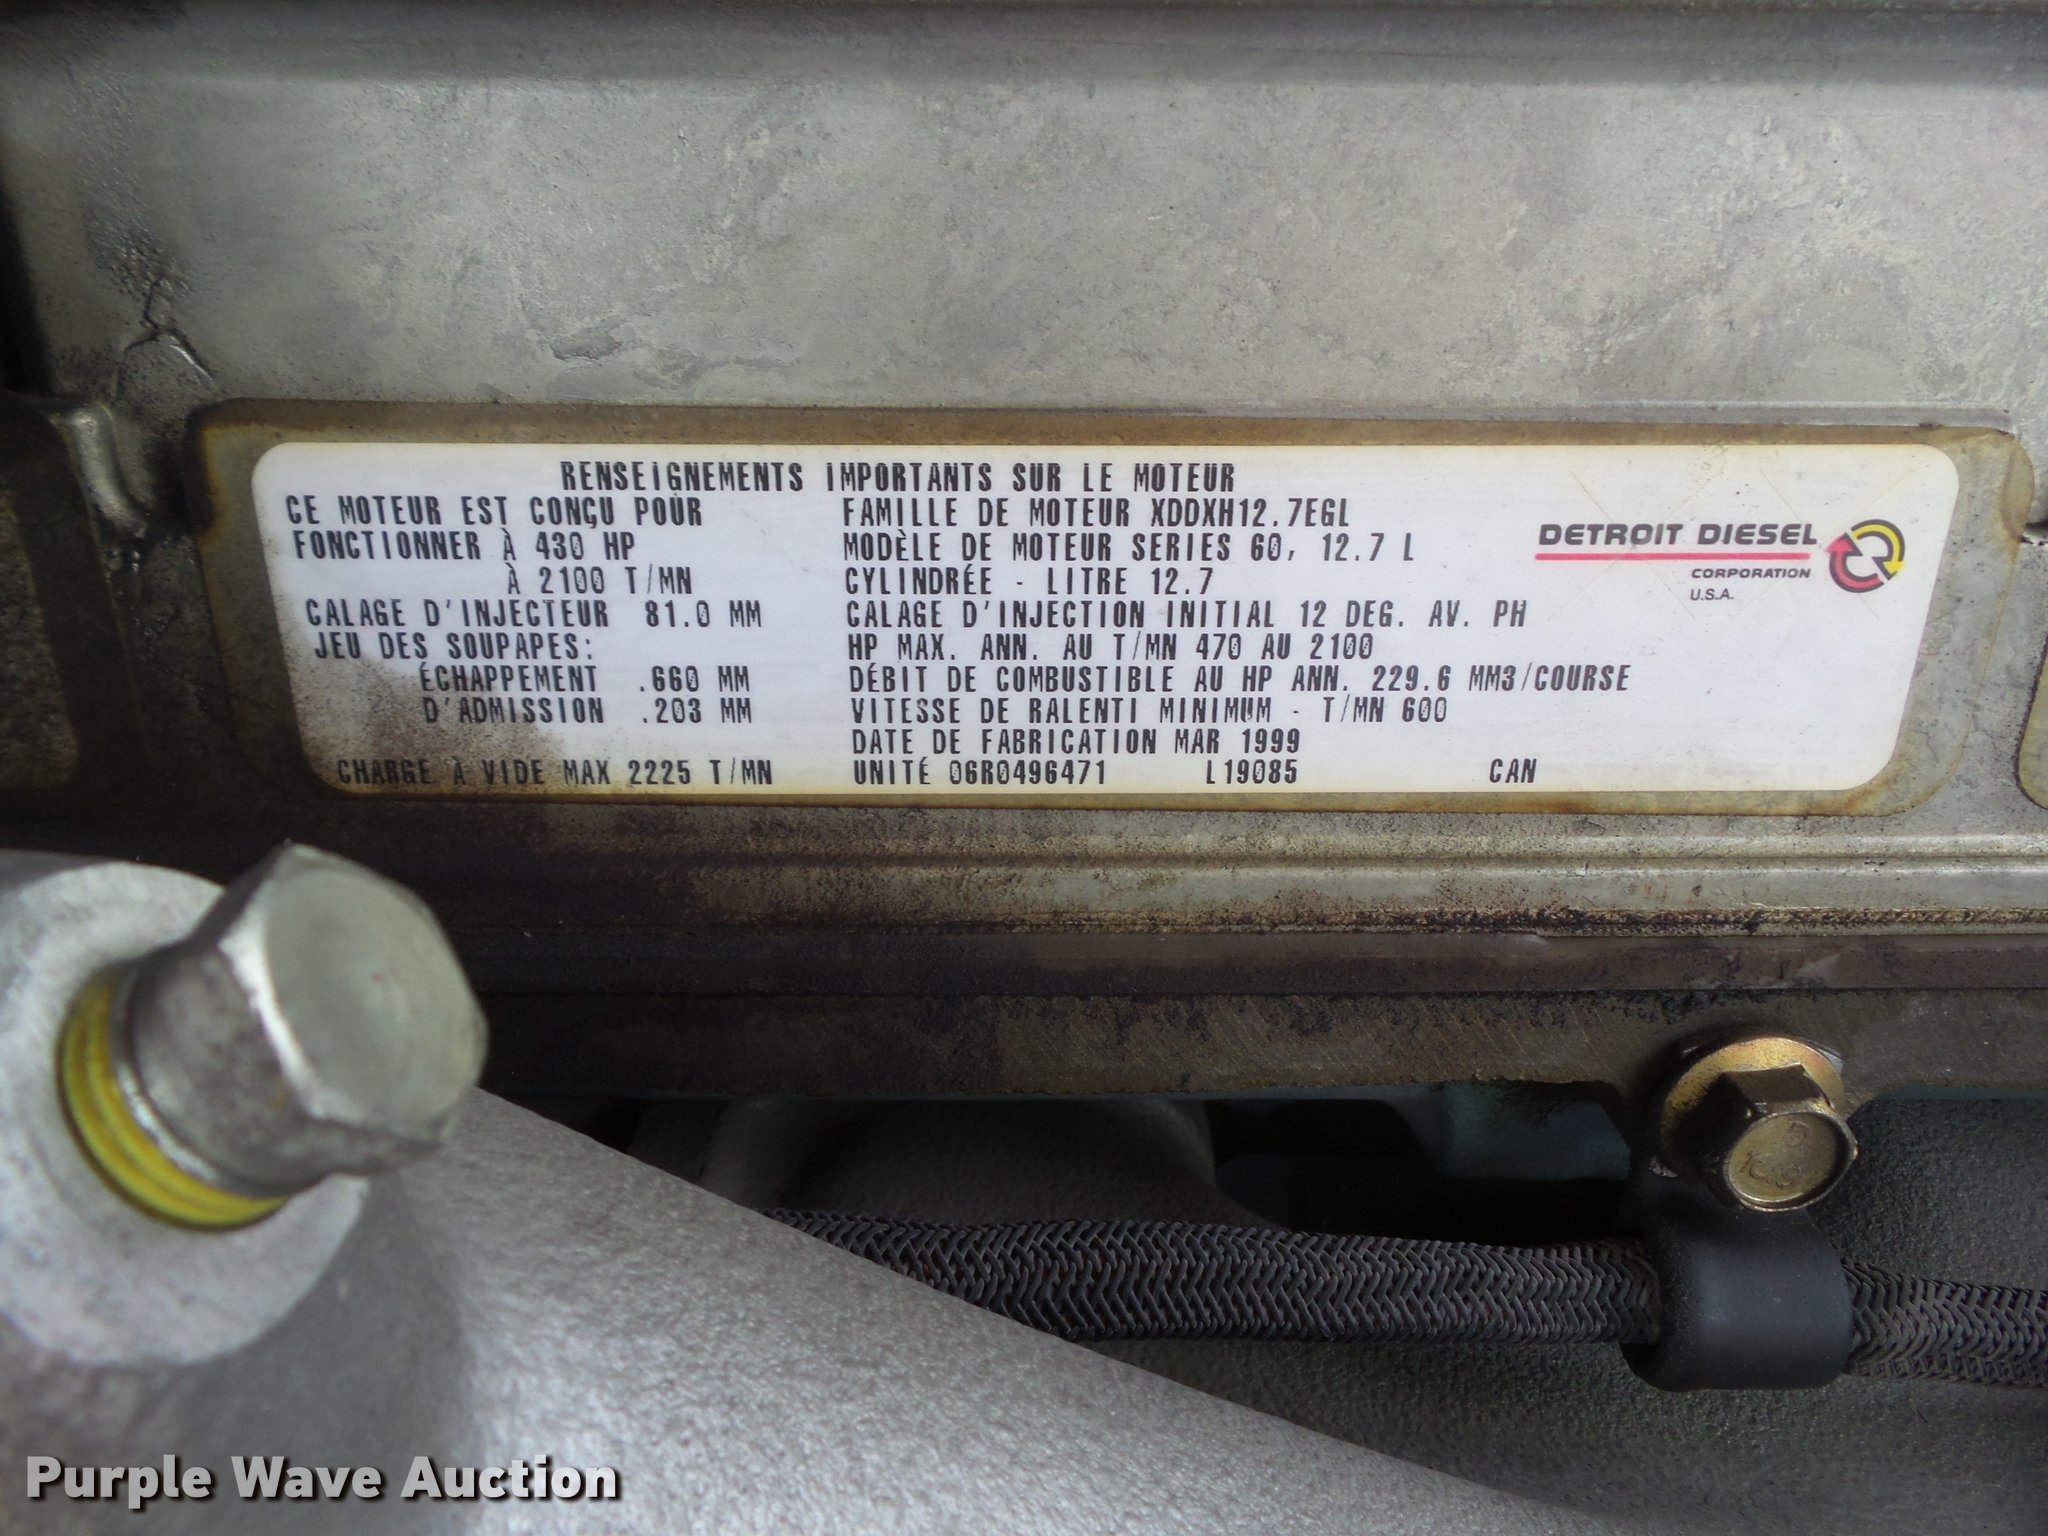 RENSEIGNEMENTS IMPORTANTS SUR LE MOTEUR
CE MOTEUR EST CONÇU POUR
FONCTIONNER À 430 HP
À 2100 T/MN
CALAGE D'INJECTEUR 81.0 MM
JEU DES SOUPAPES:
ÉCHAPPEMENT .660 MM
D'ADMISSION .203 MM
CHARGE À VIDE MAX 2225 T/MN
FAMILLE DE MOTEUR XDDXH12.7EGL
MODÈLE DE MOTEUR SERIES 60, 12.7 L
CYLINDRÉE - LITRE 12.7
CALAGE D'INJECTION INITIAL 12 DEG. AV. PH
HP MAX. ANN. AU T/MN 470 AU 2100
DÉBIT DE COMBUSTIBLE AU HP ANN. 229.6 MM3/COURSE
VITESSE DE RALENTI MINIMUM - T/MN 600
DATE DE FABRICATION MAR 1999
UNITÉ 06R0496471 L19085 CAN
DETROIT DIESEL
CORPORATION
U.S.A.
Purple Wave Auction